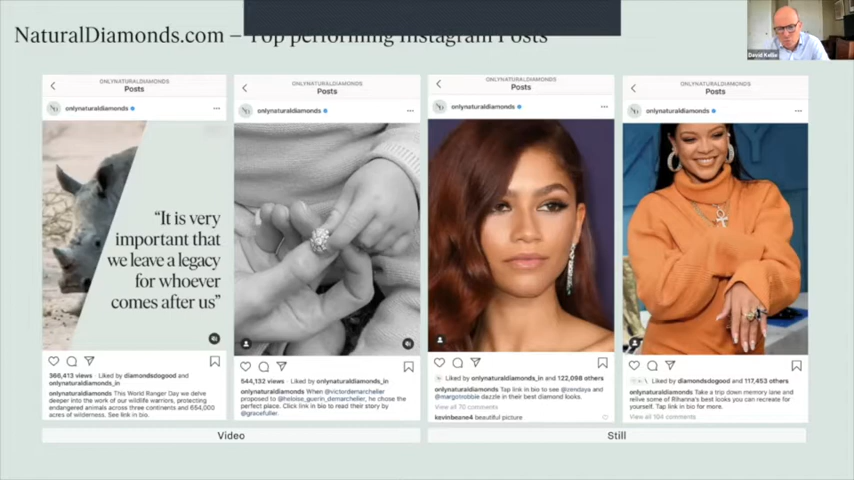 NaturalDiamonds.com – Top performing Instagram Posts
David Kellie
ONLYNATURALDIAMONDS
Posts
onlynaturaldiamonds
“It is very
important that
we leave a legacy
for whoever
comes after us”
366,413 views · Liked by diamondsdogood and
onlynaturaldiamonds_in
onlynaturaldiamonds This World Ranger Day we delve
deeper into the work of our wildlife warriors, protecting
endangered animals across three continents and 664,000
acres of wilderness. See link in bio.
ONLYNATURALDIAMONDS
Posts
onlynaturaldiamonds
544,132 views · Liked by onlynaturaldiamonds_in
onlynaturaldiamonds When @victordemarchelier
proposed to @heloise_guerin_demarchelier, he chose the
perfect place. Click link in bio to read their story by
@gracefuller.
ONLYNATURALDIAMONDS
Posts
onlynaturaldiamonds
Liked by onlynaturaldiamonds_in and 122,098 others
onlynaturaldiamonds Tap link in bio to see @zendaya and
@margotrobbie dazzle in their best diamond looks.
View all 70 comments
kevinbeane4 beautiful picture
ONLYNATURALDIAMONDS
Posts
onlynaturaldiamonds
Liked by diamondsdogood and 117,453 others
onlynaturaldiamonds Take a trip down memory lane and
relive some of Rihanna's best looks you can recreate for
yourself. Tap link in bio for more.
View all 104 comments
Video
Still